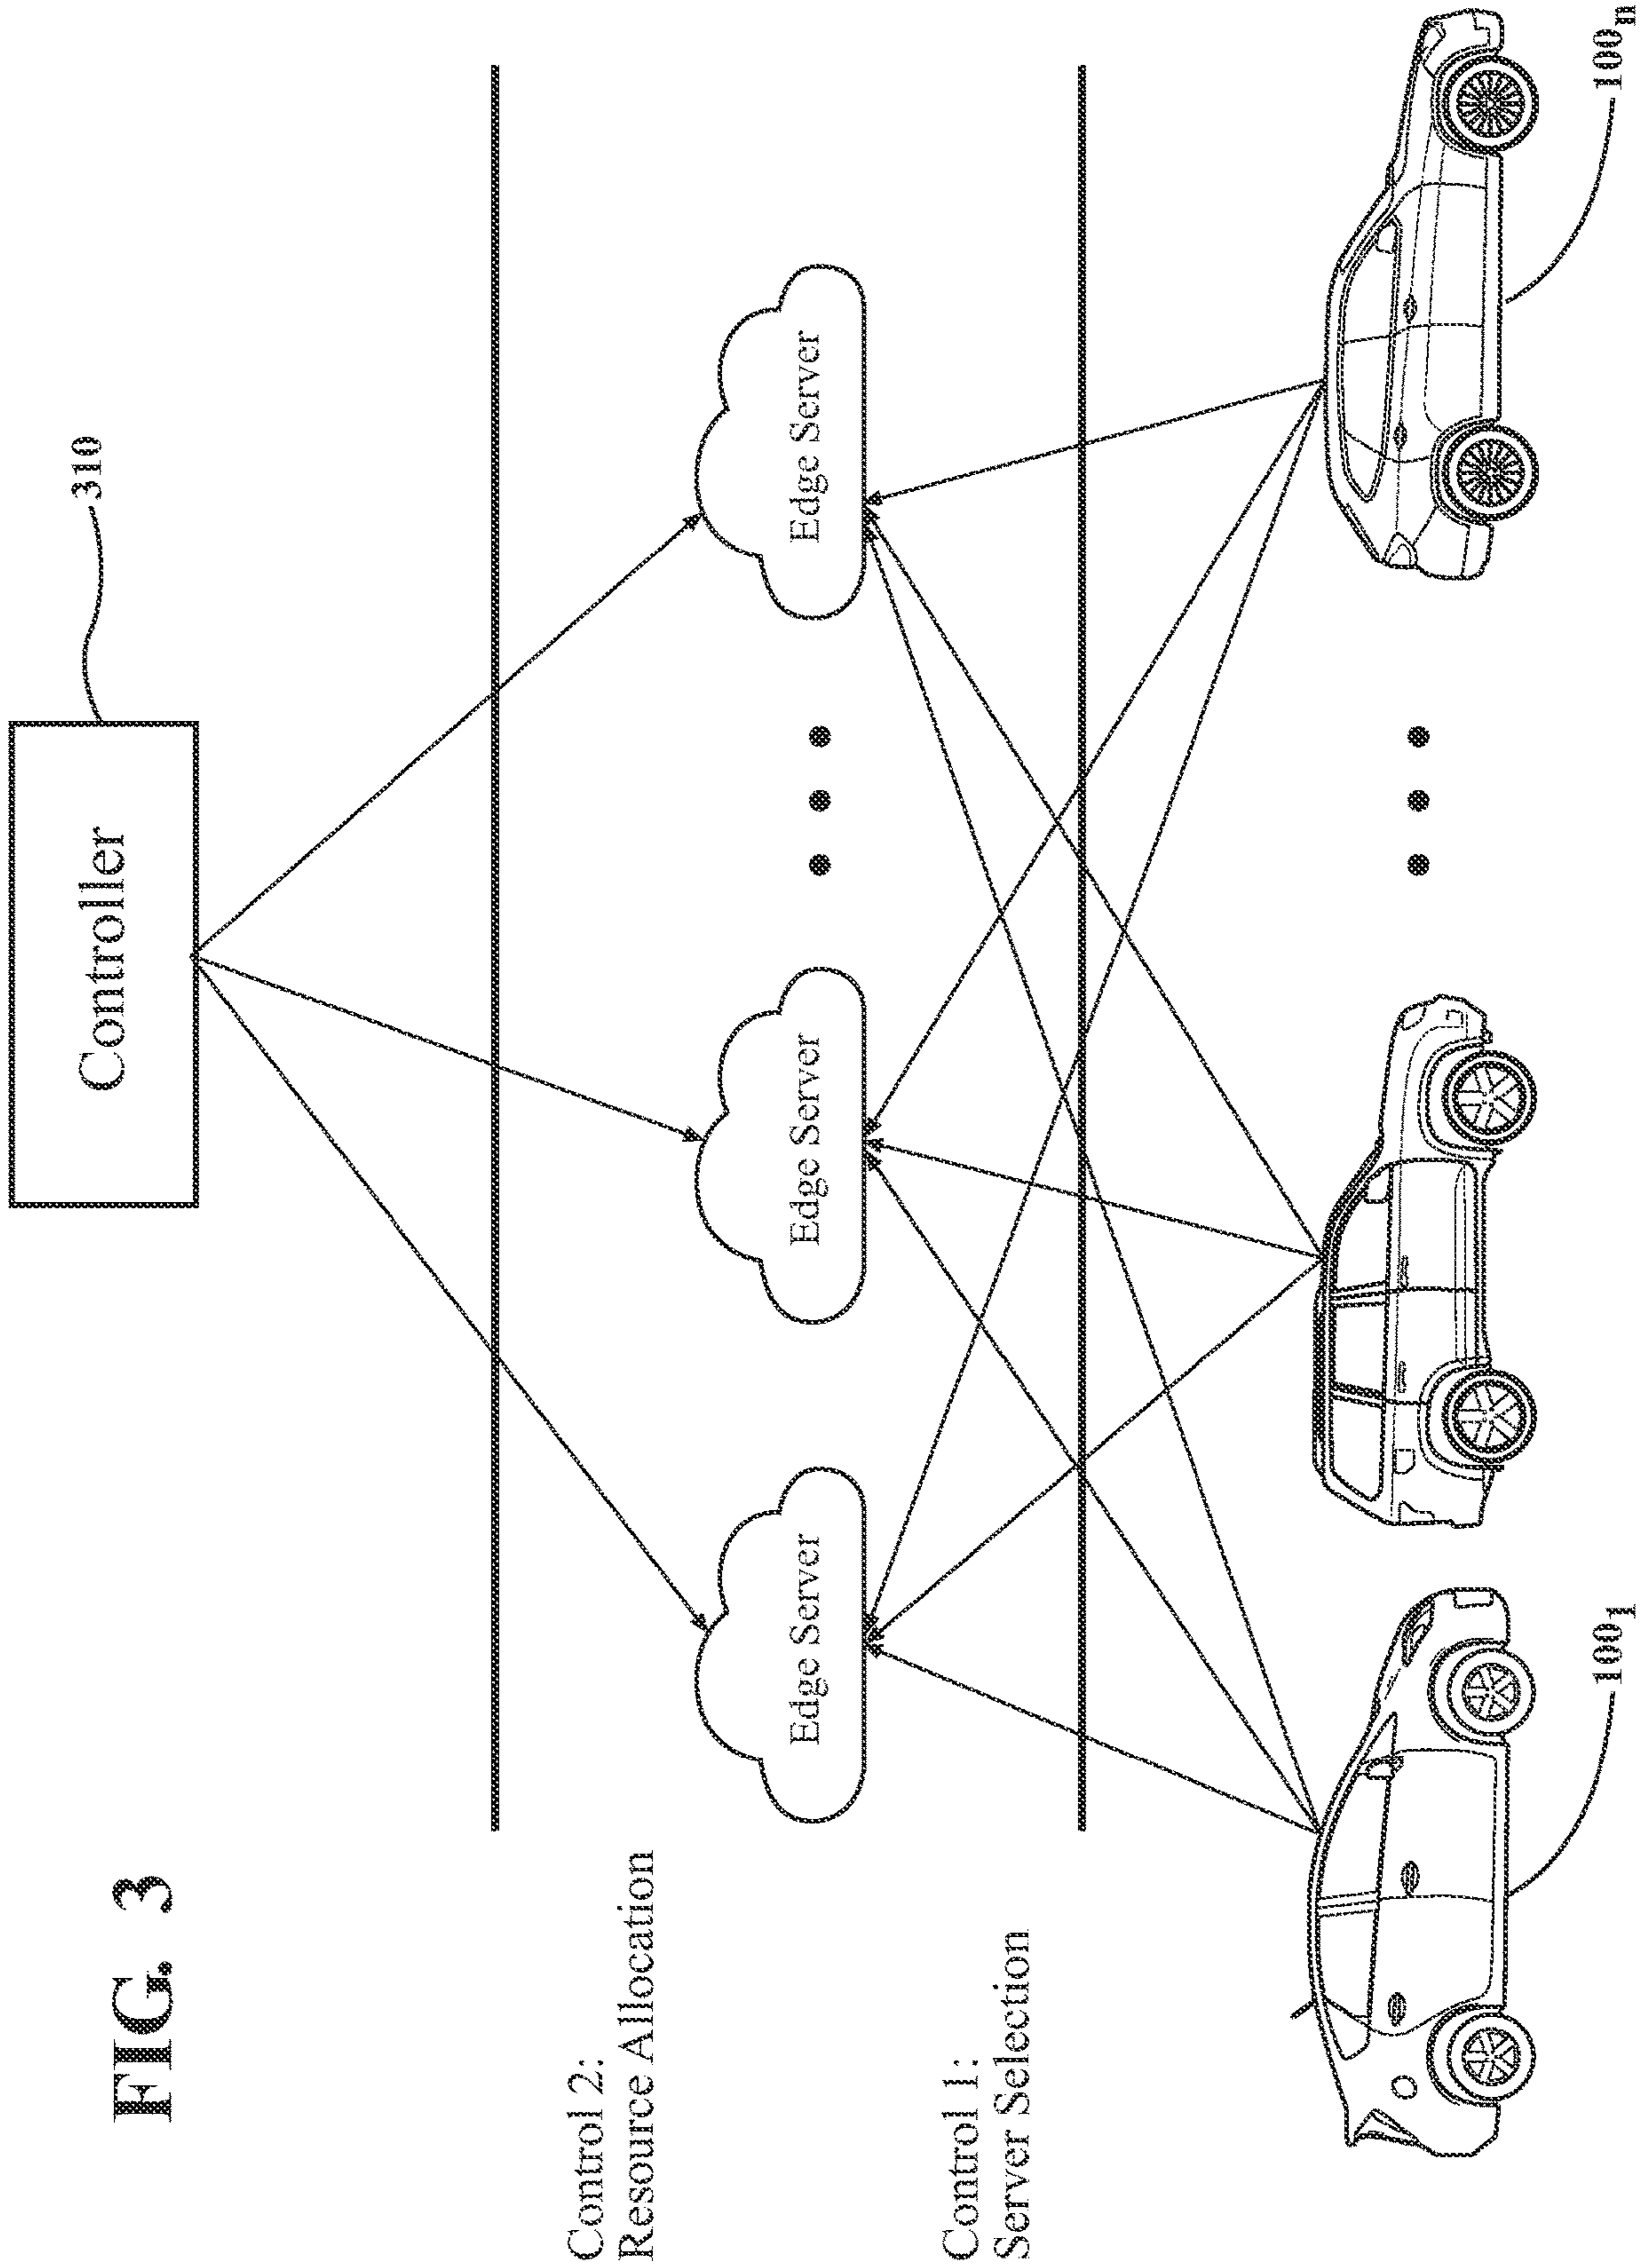 FIG. 3
Controller
310
Control 2:
Resource Allocation
Edge Server
Edge Server
Edge Server
Control 1:
Server Selection
100₁
100ₙ